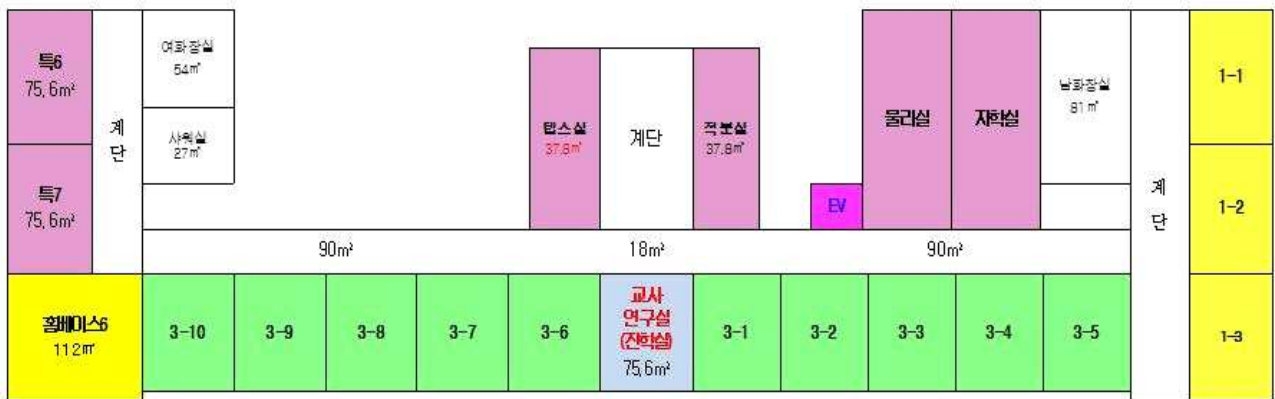 특6
75,6m²
계
단
여화장실
54㎡
샤워실
27㎡
텝스실
37.8㎡
계단
적분실
37.8㎡
물리실
지학실
남화장실
81㎡
1-1
특7
75,6m²
EV
계
단
1-2
90m²
18m²
90m²
홈베이스6
112㎡
3-10
3-9
3-8
3-7
3-6
교사
연구실
(진학실)
75,6m²
3-1
3-2
3-3
3-4
3-5
1-3